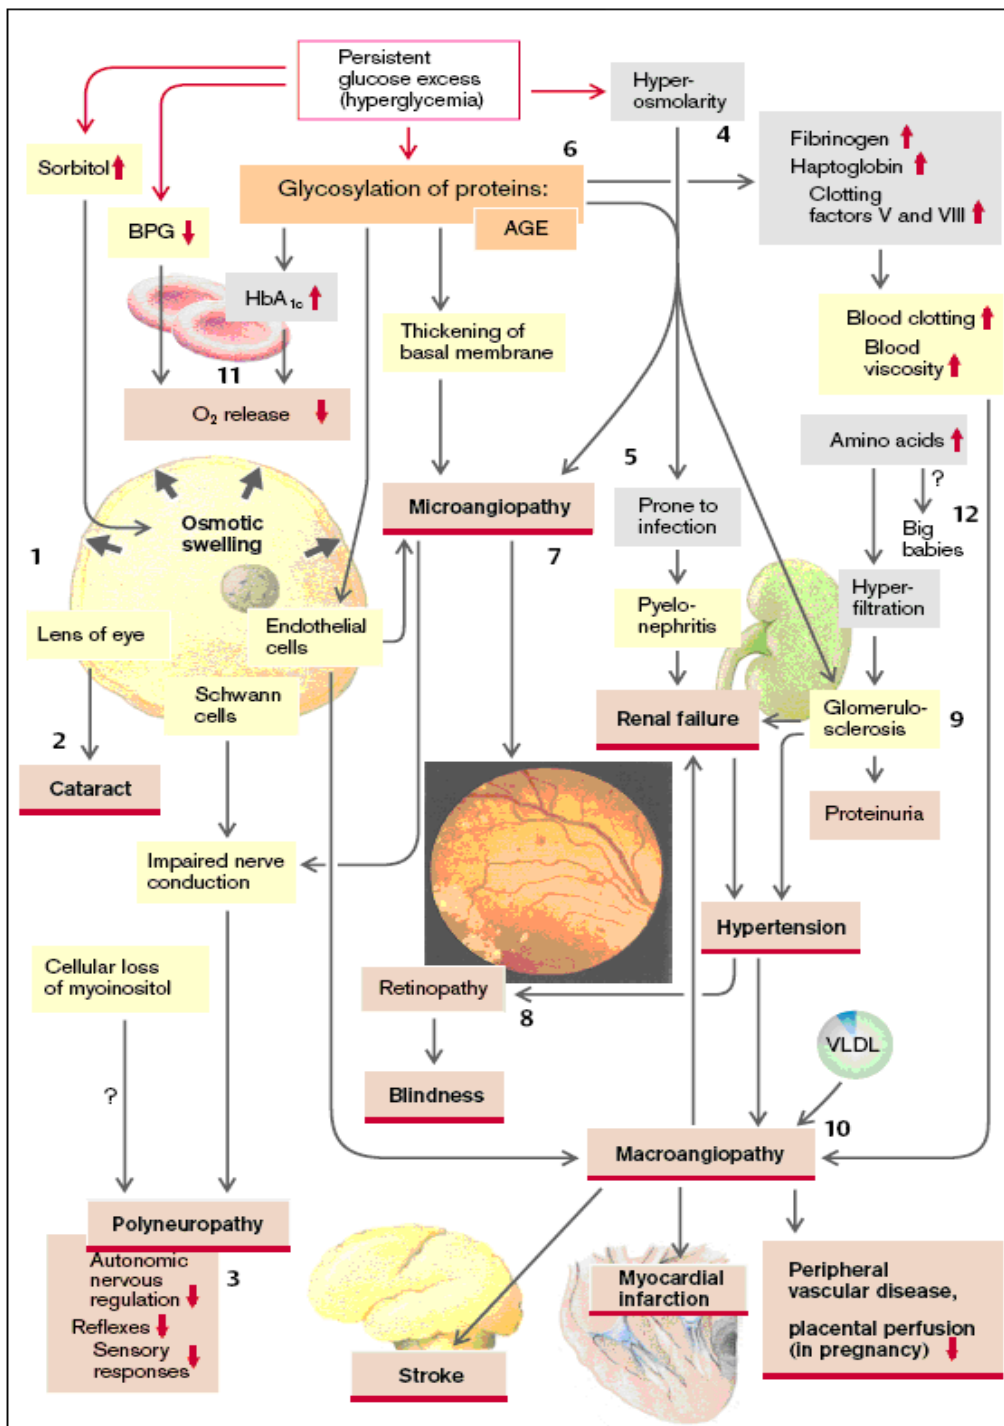 Persistent
glucose excess
(hyperglycemia)
Hyper-
osmolarity
4
Fibrinogen
Haptoglobin
Clotting
factors V and VIII
Sorbitol
6
Glycosylation of proteins:
AGE
BPG
HbA1c
Thickening of
basal membrane
Blood clotting
Blood
viscosity
11
O2 release
Amino acids
?
5
Microangiopathy
Prone to
infection
12
Big
babies
Osmotic
swelling
1
7
Hyper-
filtration
Lens of eye
Endothelial
cells
Pyelo-
nephritis
Schwann
cells
Renal failure
Glomerulo-
sclerosis
9
2
Cataract
Proteinuria
Impaired nerve
conduction
Hypertension
Cellular loss
of myoinositol
Retinopathy
8
VLDL
?
Blindness
10
Macroangiopathy
Polyneuropathy
3
Autonomic
nervous
regulation
Reflexes
Sensory
responses
Stroke
Myocardial
infarction
Peripheral
vascular disease,
placental perfusion
(in pregnancy)